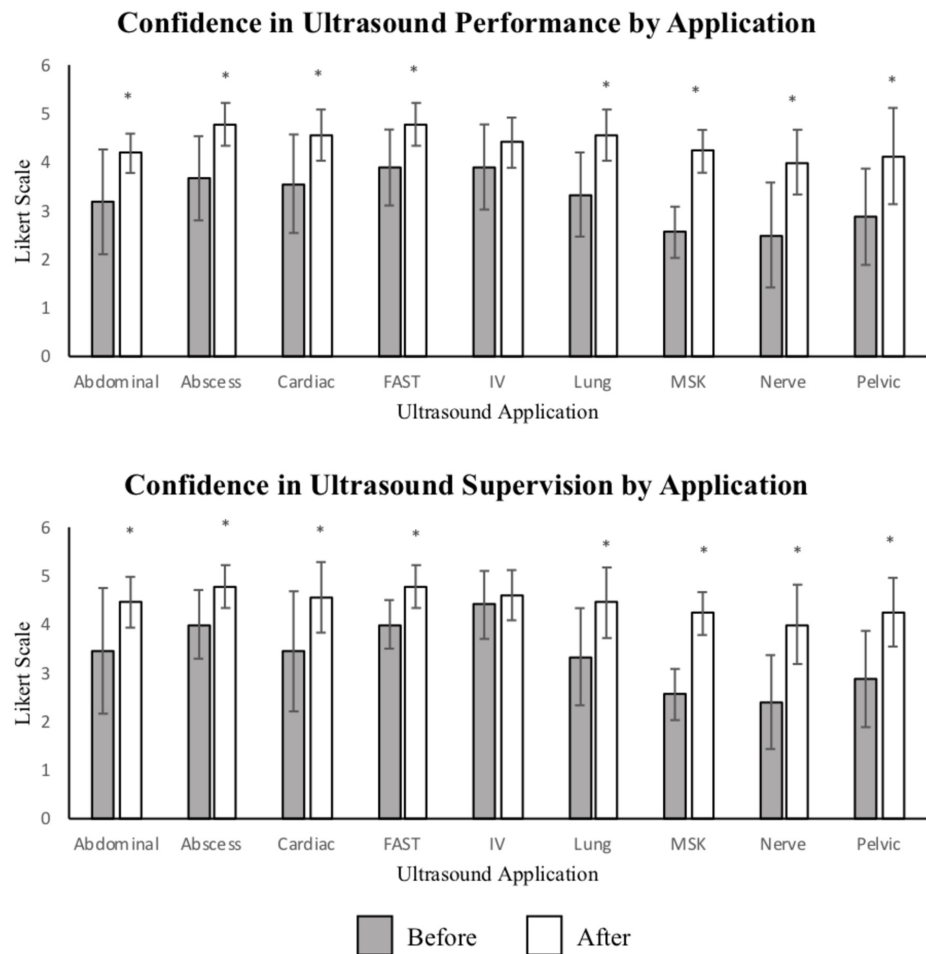 Confidence in Ultrasound Performance by Application
6
5
4
3
2
1
0
Likert Scale
* * * * * * * *
Abdominal Abscess Cardiac FAST IV Lung MSK Nerve Pelvic
Ultrasound Application
Confidence in Ultrasound Supervision by Application
6
5
4
3
2
1
0
Likert Scale
* * * * * * * *
Abdominal Abscess Cardiac FAST IV Lung MSK Nerve Pelvic
Ultrasound Application
Before After